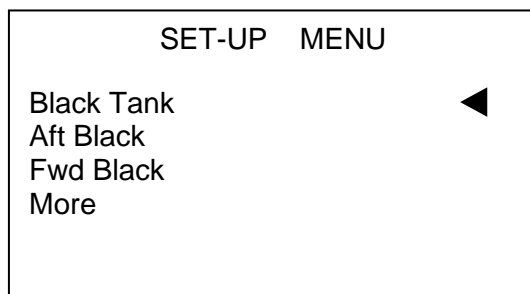 SET-UP MENU
Black Tank
Aft Black
Fwd Black
More